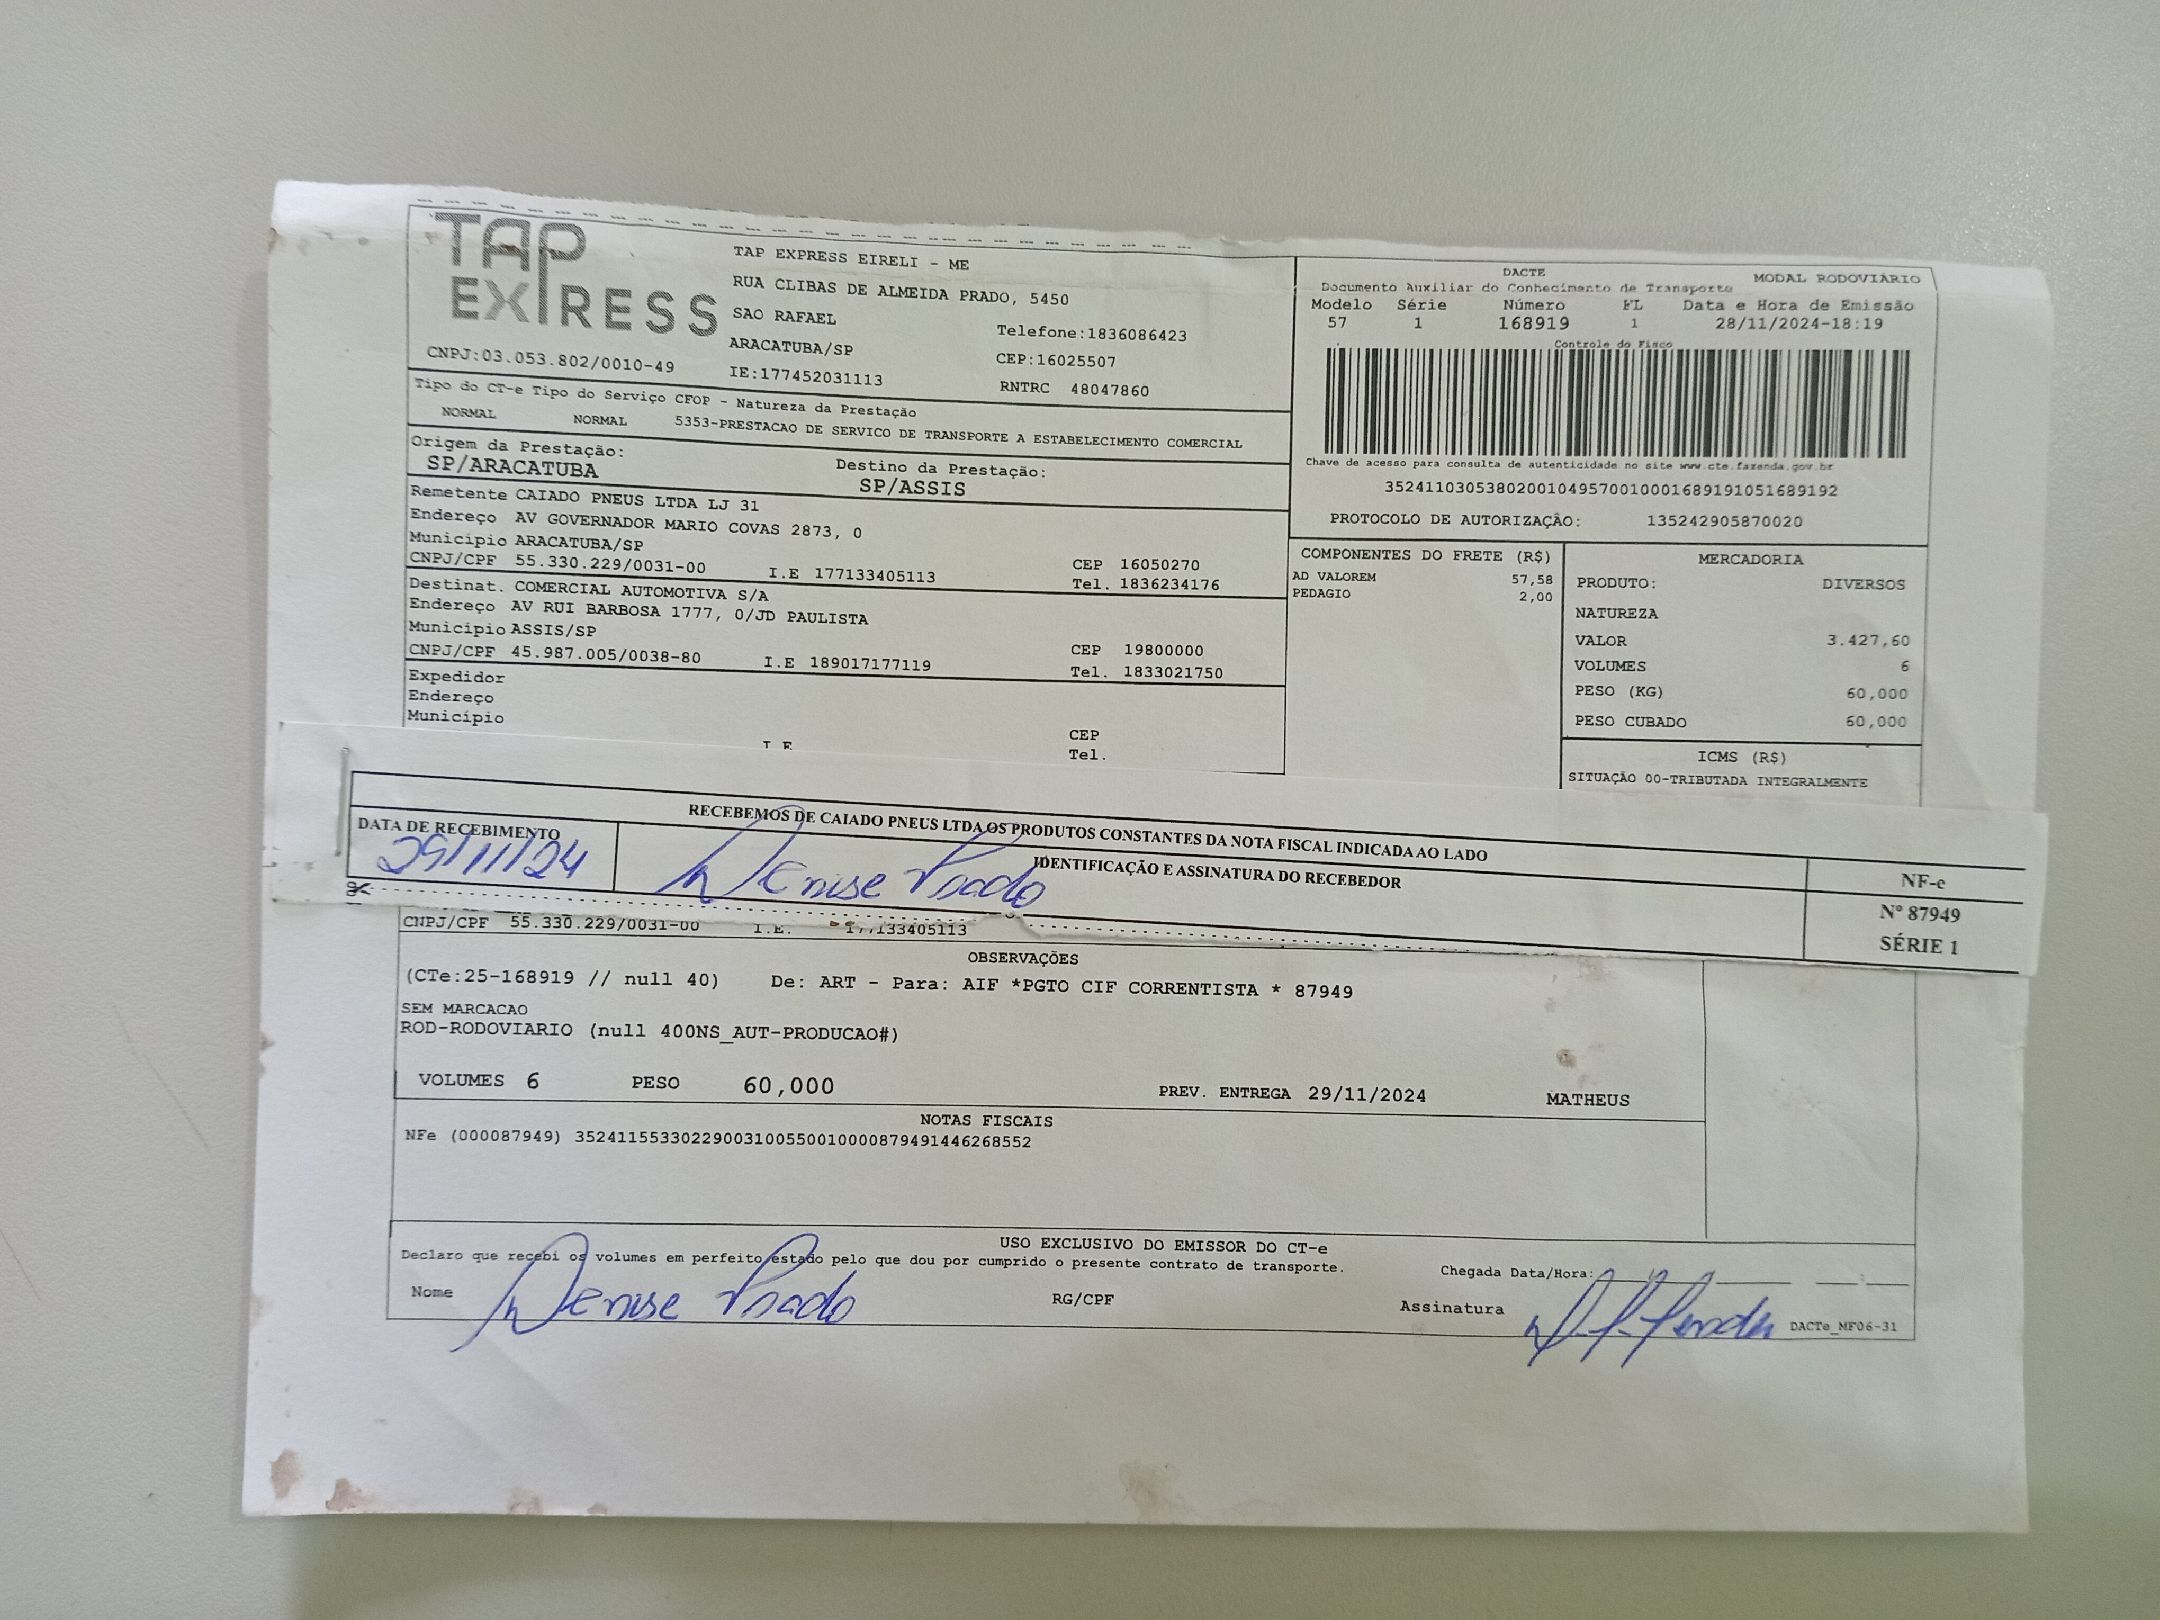 TAP
EXPRESS
TAP EXPRESS EIRELI - ME
RUA CLIBAS DE ALMEIDA PRADO, 5450
SAO RAFAEL
Telefone:1836086423
ARACATUBA/SP
CEP:16025507
CNPJ:03.053.802/0010-49
IE:177452031113
RNTRC 48047860
DACTE
MODAL RODOVIÁRIO
Documento Auxiliar do Conhecimento de Transporte
Modelo Série Número FL Data e Hora de Emissão
57 1 168919 1 28/11/2024-18:19
Controle do Fisco
Chave de acesso para consulta de autenticidade no site www.cte.fazenda.gov.br
35241103053802001049570010001689191051689192
PROTOCOLO DE AUTORIZAÇÃO: 135242905870020
Tipo do CT-e Tipo do Serviço CFOP - Natureza da Prestação
NORMAL NORMAL 5353-PRESTACAO DE SERVICO DE TRANSPORTE A ESTABELECIMENTO COMERCIAL
Origem da Prestação:
SP/ARACATUBA
Destino da Prestação:
SP/ASSIS
Remetente CAIADO PNEUS LTDA LJ 31
Endereço AV GOVERNADOR MARIO COVAS 2873, 0
Município ARACATUBA/SP
CEP 16050270
CNPJ/CPF 55.330.229/0031-00 I.E 177133405113
Tel. 1836234176
Destinat. COMERCIAL AUTOMOTIVA S/A
Endereço AV RUI BARBOSA 1777, 0/JD PAULISTA
Município ASSIS/SP
CEP 19800000
CNPJ/CPF 45.987.005/0038-80 I.E 189017177119
Tel. 1833021750
Expedidor
Endereço
Município
CEP
I E
Tel.
COMPONENTES DO FRETE (R$)
AD VALOREM 57,58
PEDAGIO 2,00
MERCADORIA
PRODUTO: DIVERSOS
NATUREZA
VALOR 3.427,60
VOLUMES 6
PESO (KG) 60,000
PESO CUBADO 60,000
ICMS (R$)
SITUAÇÃO 00-TRIBUTADA INTEGRALMENTE
RECEBEMOS DE CAIADO PNEUS LTDA OS PRODUTOS CONSTANTES DA NOTA FISCAL INDICADA AO LADO
DATA DE RECEBIMENTO
29/11/24
IDENTIFICAÇÃO E ASSINATURA DO RECEBEDOR
Denise Prado
NF-e
Nº 87949
SÉRIE 1
CNPJ/CPF 55.330.229/0031-00 I.E. 177133405113
OBSERVAÇÕES
(CTe:25-168919 // null 40) De: ART - Para: AIF *PGTO CIF CORRENTISTA * 87949
SEM MARCACAO
ROD-RODOVIARIO (null 400NS_AUT-PRODUCAO#)
VOLUMES 6 PESO 60,000 PREV. ENTREGA 29/11/2024 MATHEUS
NOTAS FISCAIS
NFe (000087949) 35241155330229003100550010000879491446268552
USO EXCLUSIVO DO EMISSOR DO CT-e
Declaro que recebi os volumes em perfeito estado pelo que dou por cumprido o presente contrato de transporte.
Chegada Data/Hora:
Nome Denise Prado RG/CPF Assinatura
DACTe_MF06-31